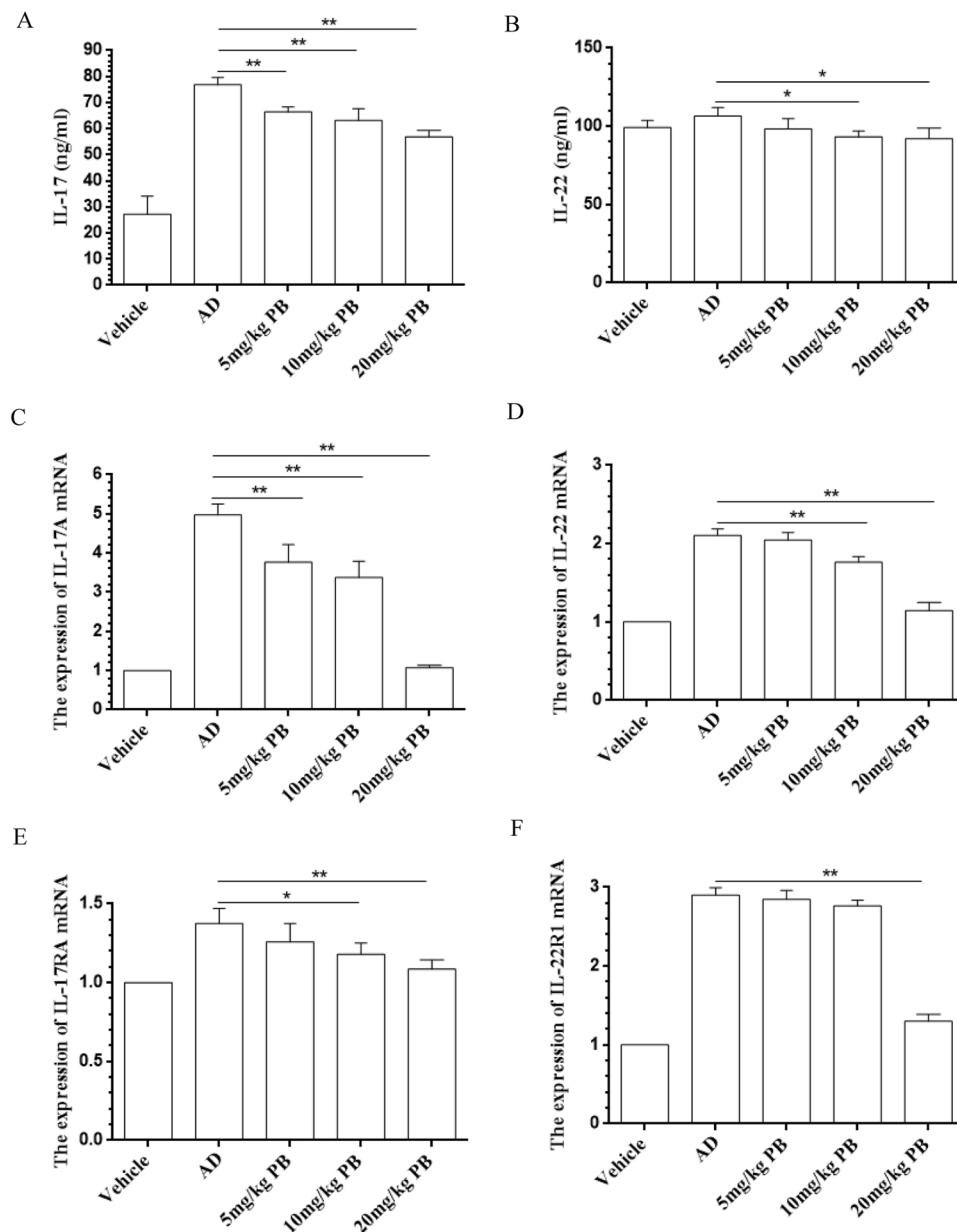 A
IL-17 (ng/ml)
90
80
70
60
50
40
30
20
10
0
**
**
**
Vehicle
AD
5mg/kg PB
10mg/kg PB
20mg/kg PB
B
IL-22 (ng/ml)
150
100
50
0
*
*
Vehicle
AD
5mg/kg PB
10mg/kg PB
20mg/kg PB
C
The expression of IL-17A mRNA
6
5
4
3
2
1
0
**
**
**
Vehicle
AD
5mg/kg PB
10mg/kg PB
20mg/kg PB
D
The expression of IL-22 mRNA
3
2
1
0
**
**
Vehicle
AD
5mg/kg PB
10mg/kg PB
20mg/kg PB
E
The expression of IL-17RA mRNA
1.5
1.0
0.5
0.0
**
*
Vehicle
AD
5mg/kg PB
10mg/kg PB
20mg/kg PB
F
The expression of IL-22R1 mRNA
3
2
1
0
**
Vehicle
AD
5mg/kg PB
10mg/kg PB
20mg/kg PB